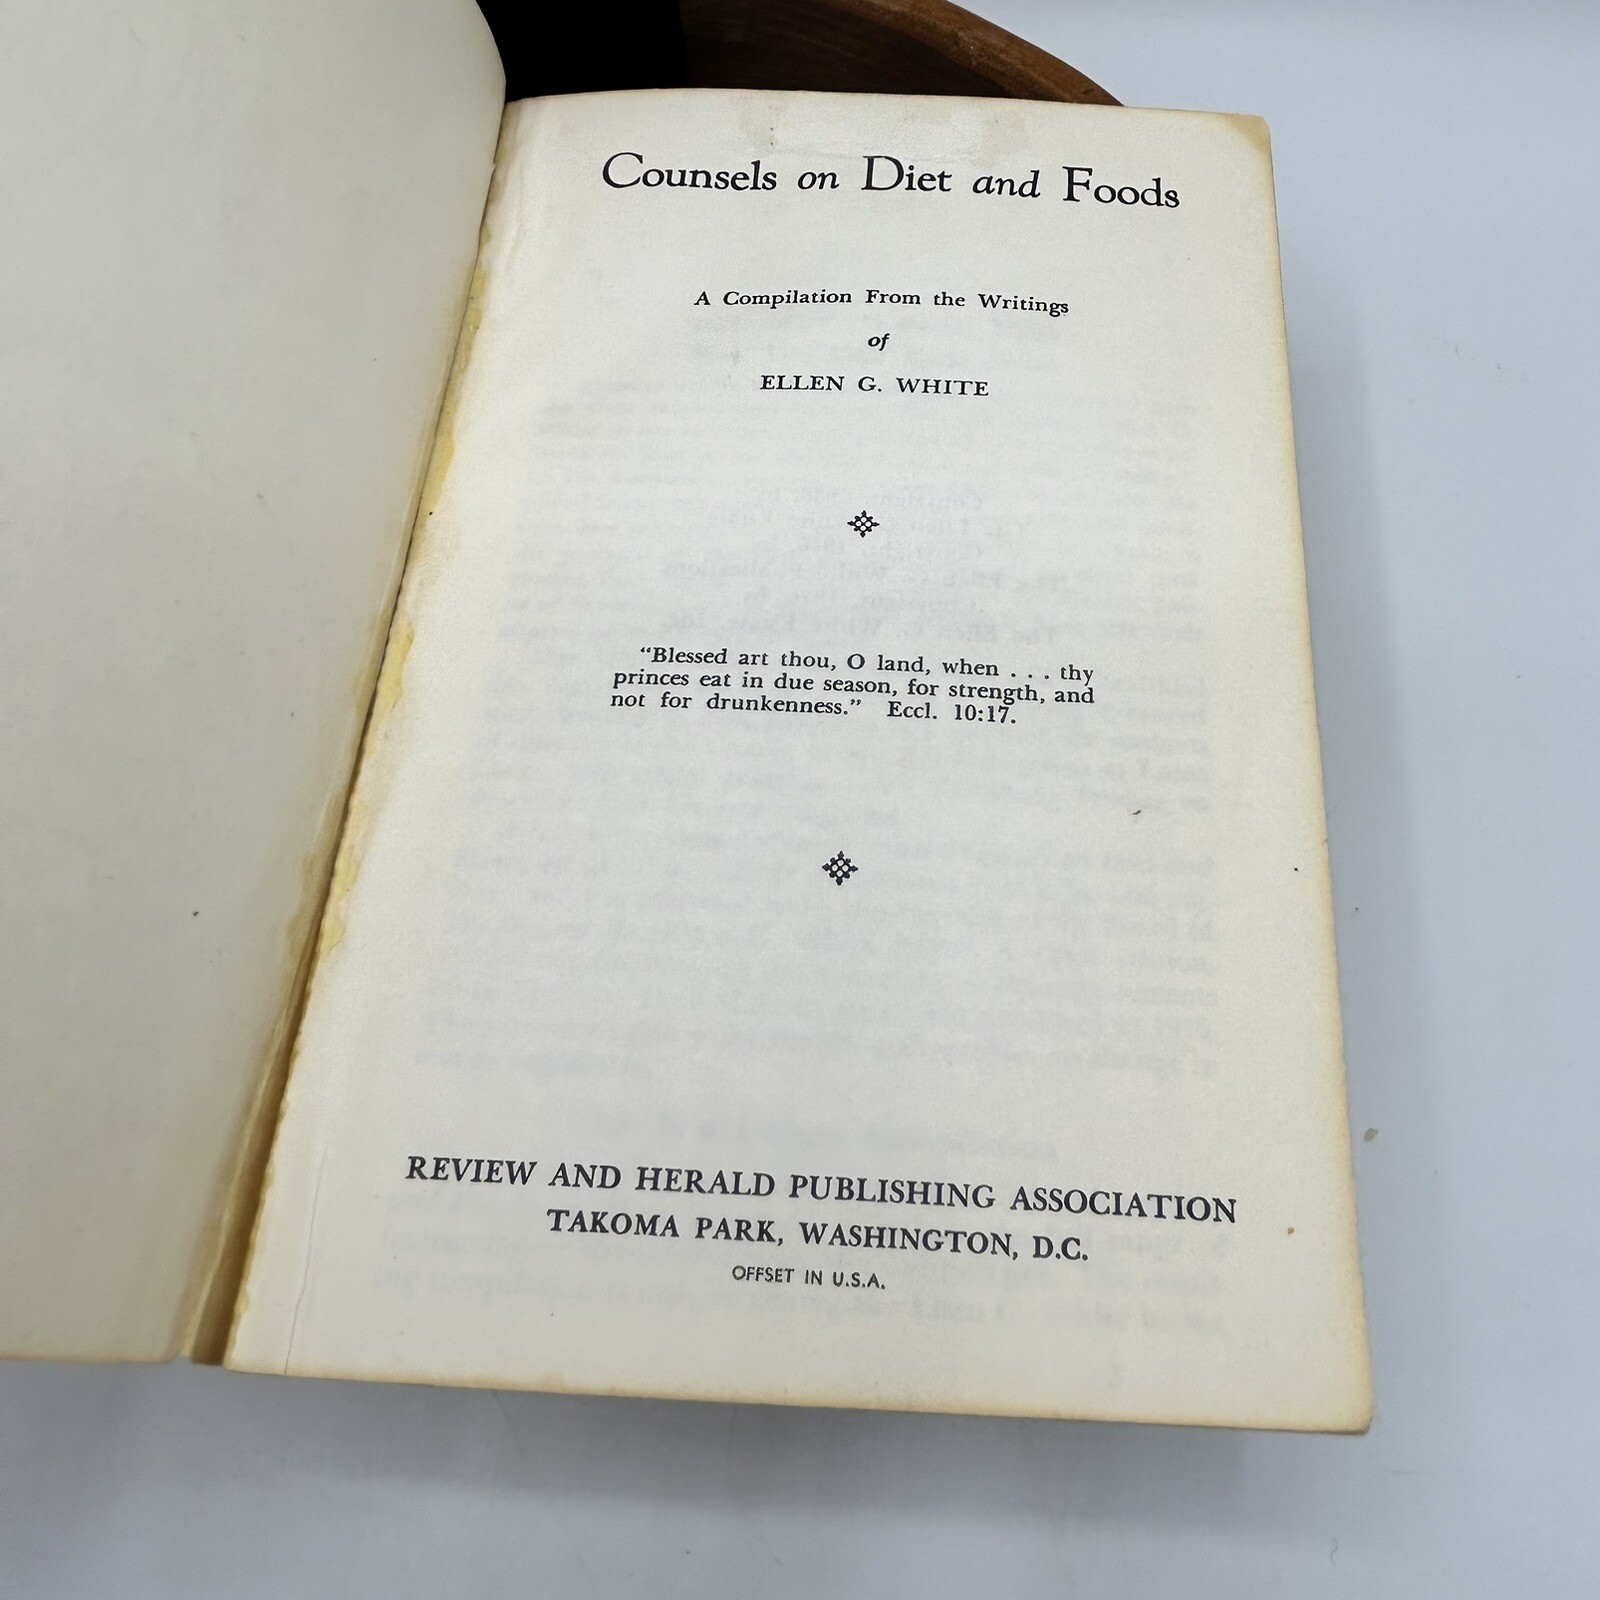 Counsels on Diet and Foods
A Compilation From the Writings
of
ELLEN G. WHITE
“Blessed art thou, O land, when . . . thy
princes eat in due season, for strength, and
not for drunkenness.” Eccl. 10:17.
REVIEW AND HERALD PUBLISHING ASSOCIATION
TAKOMA PARK, WASHINGTON, D.C.
OFFSET IN U.S.A.